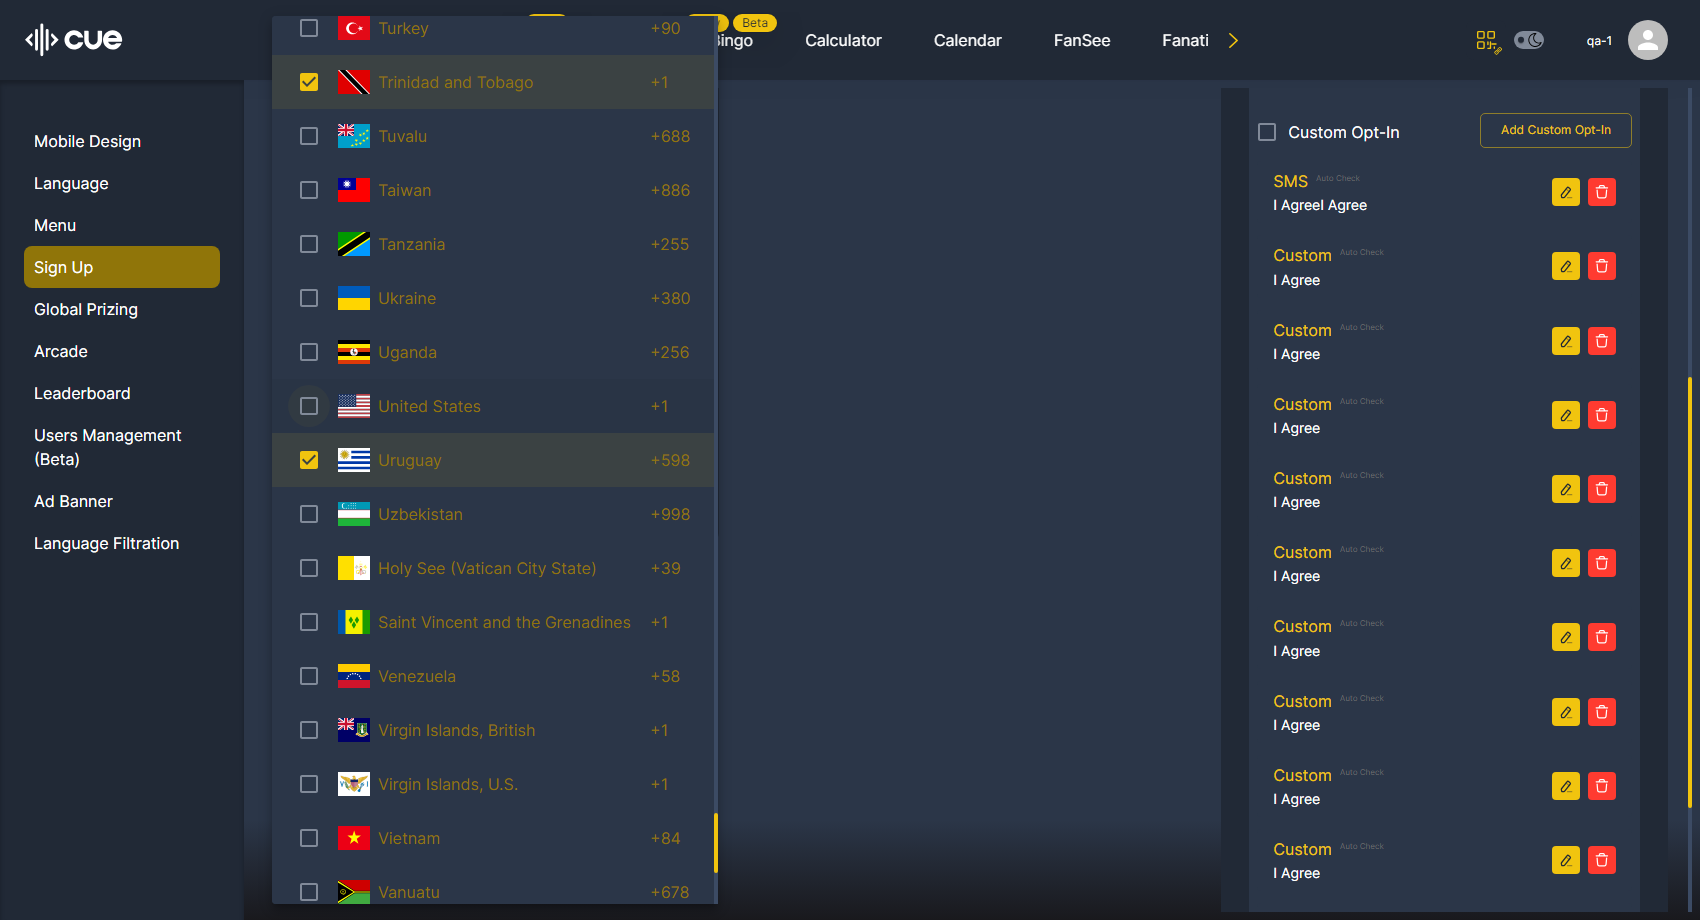 cue
Beta
Bingo
Calculator
Calendar
FanSee
Fanati
qa-1
Mobile Design
Language
Menu
Sign Up
Global Prizing
Arcade
Leaderboard
Users Management
(Beta)
Ad Banner
Language Filtration
Turkey +90
Trinidad and Tobago +1
Tuvalu +688
Taiwan +886
Tanzania +255
Ukraine +380
Uganda +256
United States +1
Uruguay +598
Uzbekistan +998
Holy See (Vatican City State) +39
Saint Vincent and the Grenadines +1
Venezuela +58
Virgin Islands, British +1
Virgin Islands, U.S. +1
Vietnam +84
Vanuatu +678
Custom Opt-In
Add Custom Opt-In
SMS Auto Check
I AgreeI Agree
Custom Auto Check
I Agree
Custom Auto Check
I Agree
Custom Auto Check
I Agree
Custom Auto Check
I Agree
Custom Auto Check
I Agree
Custom Auto Check
I Agree
Custom Auto Check
I Agree
Custom Auto Check
I Agree
Custom Auto Check
I Agree